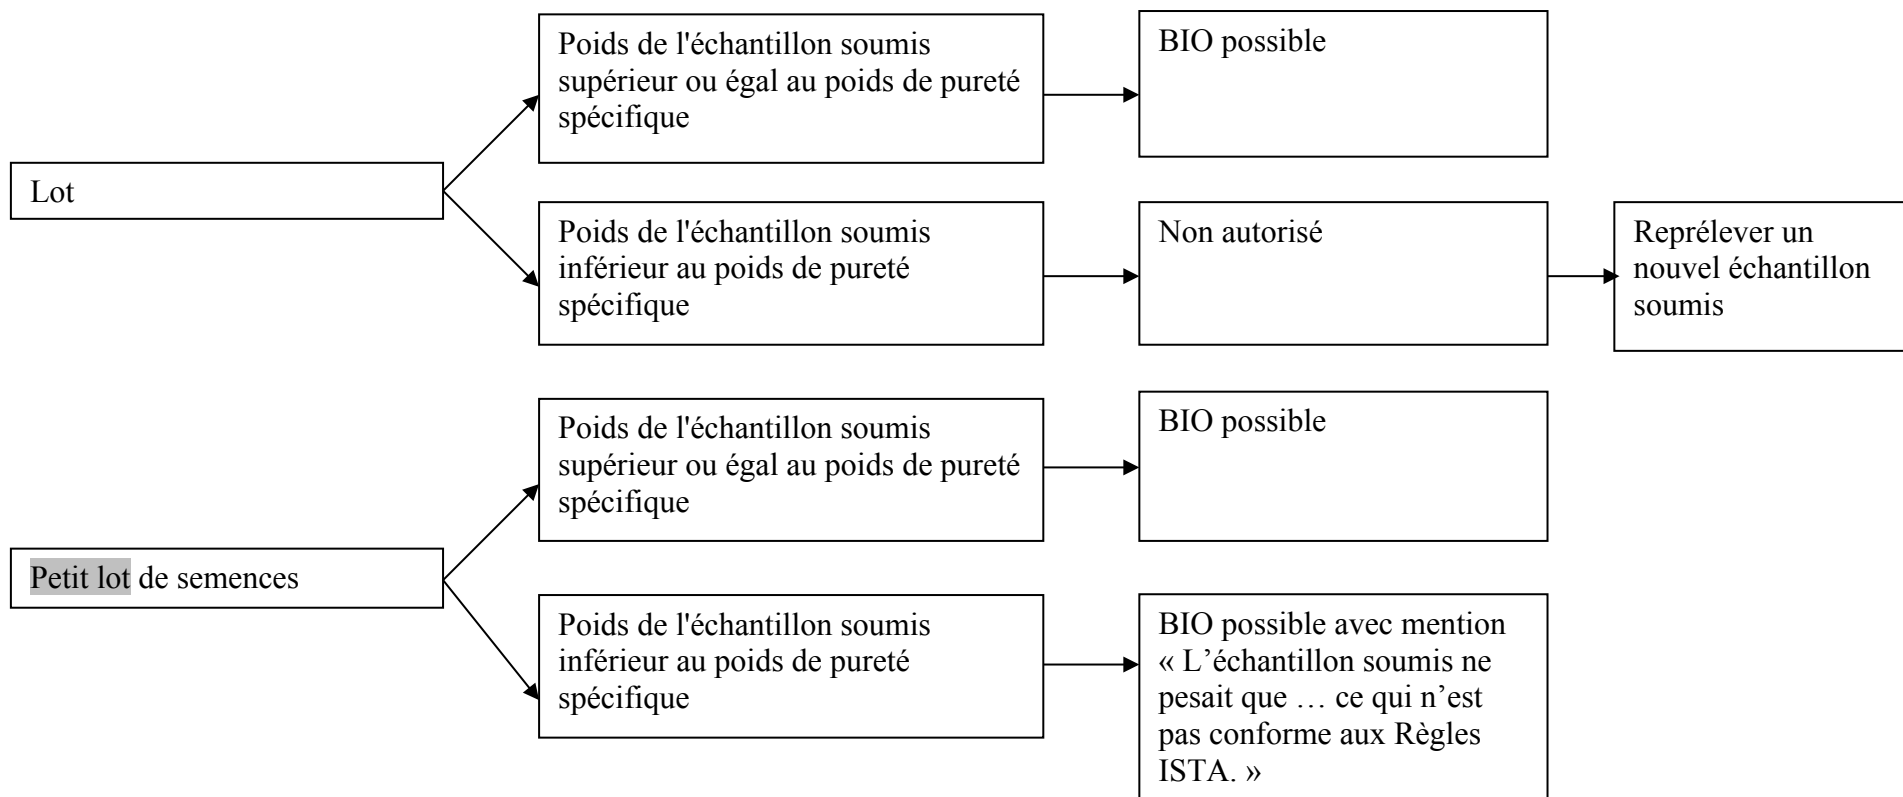 Lot
Poids de l'échantillon soumis
supérieur ou égal au poids de pureté
spécifique
BIO possible
Poids de l'échantillon soumis
inférieur au poids de pureté
spécifique
Non autorisé
Reprélever un
nouvel échantillon
soumis
Petit lot de semences
Poids de l'échantillon soumis
supérieur ou égal au poids de pureté
spécifique
BIO possible
Poids de l'échantillon soumis
inférieur au poids de pureté
spécifique
BIO possible avec mention
« L’échantillon soumis ne
pesait que … ce qui n’est
pas conforme aux Règles
ISTA. »